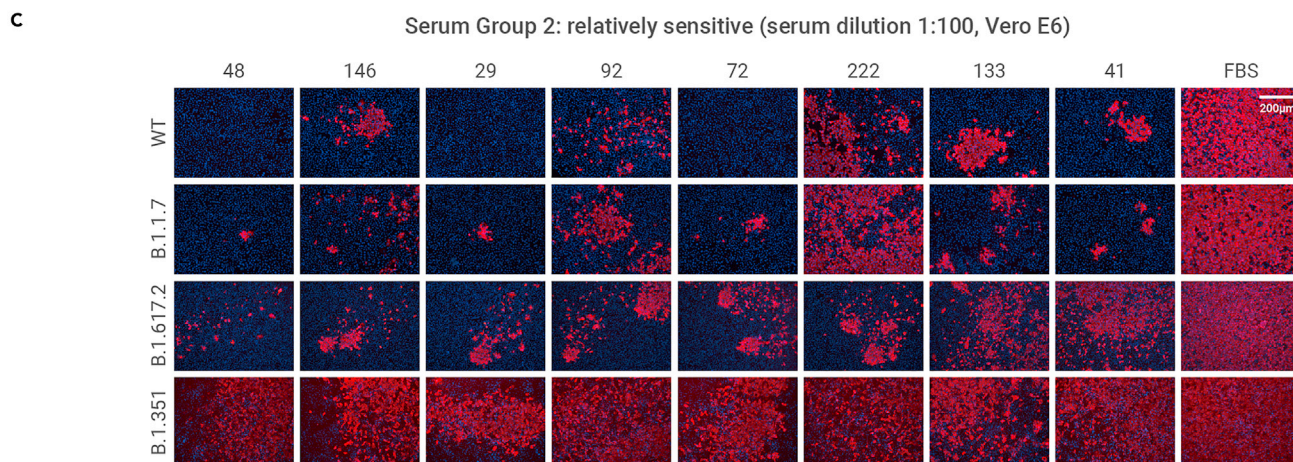 C
Serum Group 2: relatively sensitive (serum dilution 1:100, Vero E6)
48 146 29 92 72 222 133 41 FBS
WT
200µm
B.1.1.7
B.1.617.2
B.1.351